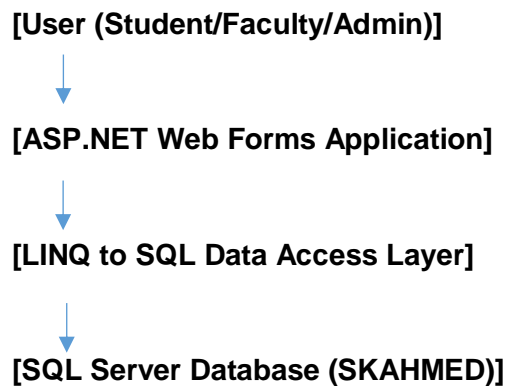 [User (Student/Faculty/Admin)]
[ASP.NET Web Forms Application]
[LINQ to SQL Data Access Layer]
[SQL Server Database (SKAHMED)]